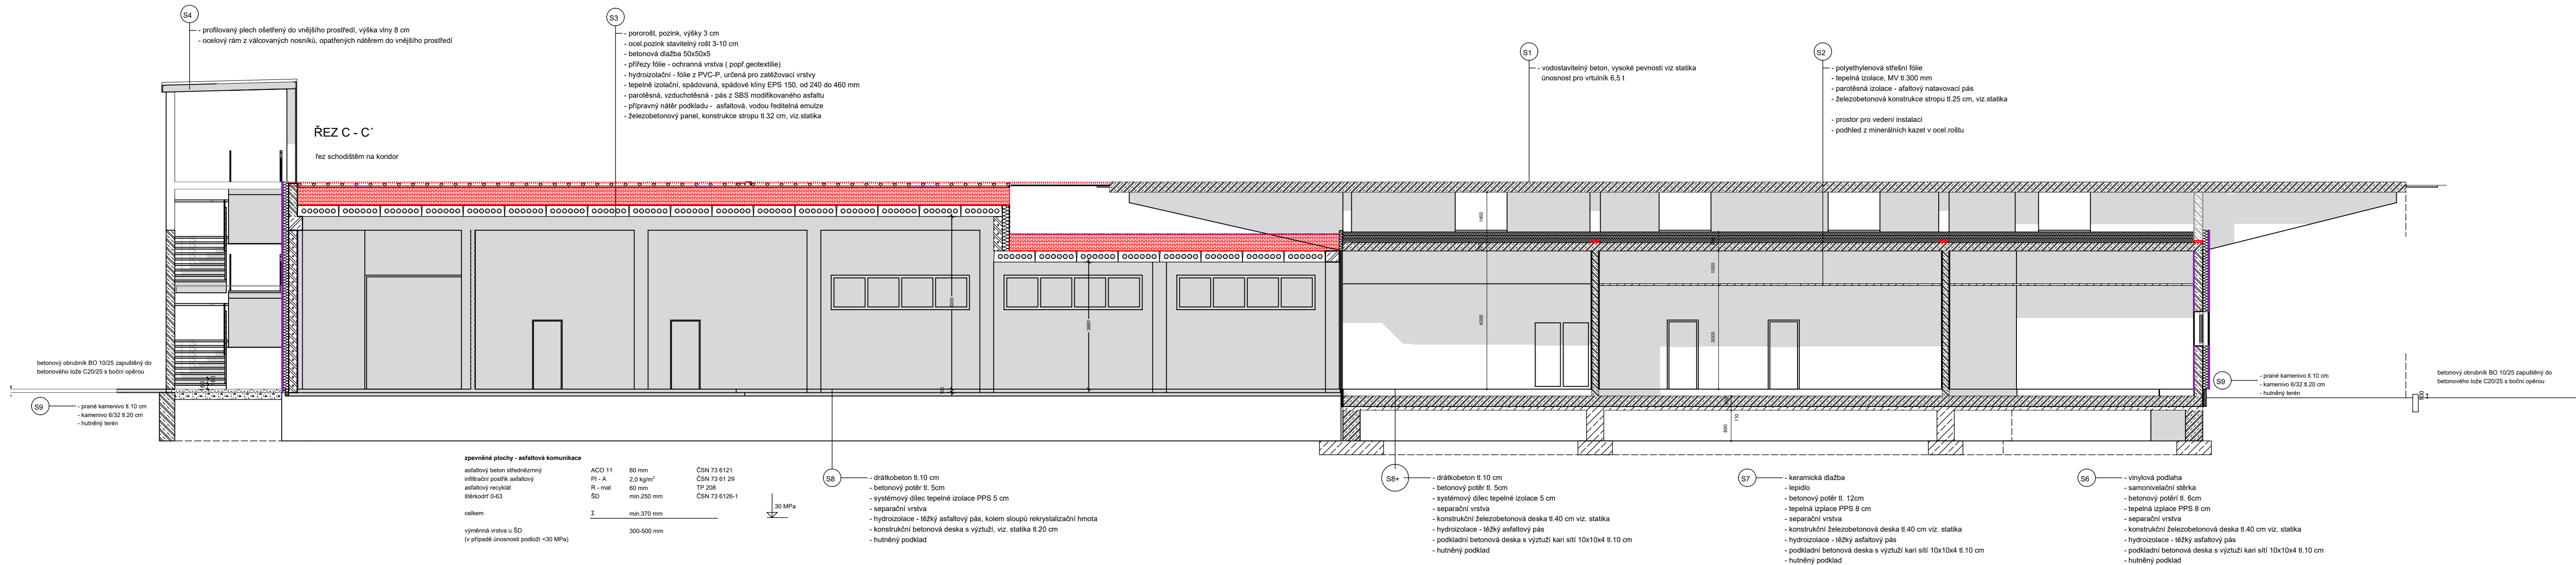 S4
- profilovaný plech ošetřený do vnějšího prostředí, výška vlny 8 cm
- ocelový rám z válcovaných nosníků, opatřených nátěrem do vnějšího prostředí
S3
- pororošt, pozink, výšky 3 cm
- ocel.pozink stavitelný rošt 3-10 cm
- betonová dlažba 50x50x5
- přířezy fólie - ochranná vrstva ( popř.geotextilie)
- hydroizolační - fólie z PVC-P, určená pro zatěžovací vrstvy
- tepelně izolační, spádovaná, spádové klíny EPS 150, od 240 do 460 mm
- parotěsná, vzduchotěsná - pás z SBS modifikovaného asfaltu
- přípravný nátěr podkladu - asfaltová, vodou ředitelná emulze
- železobetonový panel, konstrukce stropu tl.32 cm, viz.statika
S1
- vodostavitelný beton, vysoké pevnosti viz statika
únosnost pro vrtulník 6,5 t
S2
- polyethylenová střešní fólie
- tepelná izolace, MV tl.300 mm
- parotěsná izolace - afaltový natavovací pás
- železobetonová konstrukce stropu tl.25 cm, viz.statika
- prostor pro vedení instalací
- podhled z minerálních kazet v ocel.roštu
ŘEZ C - C´
řez schodištěm na koridor
1450
1000
4000
3000
3980
690
110
betonový obrubník BO 10/25 zapuštěný do
betonového lože C20/25 s boční opěrou
S9
- prané kamenivo tl.10 cm
- kamenivo 6/32 tl.20 cm
- hutněný terén
S9
- prané kamenivo tl.10 cm
- kamenivo 6/32 tl.20 cm
- hutněný terén
betonový obrubník BO 10/25 zapuštěný do
betonového lože C20/25 s boční opěrou
zpevněné plochy - asfaltová komunikace
asfaltový beton střednězrnný ACO 11 60 mm ČSN 73 6121
infiltrační postřik asfaltový PI - A 2,0 kg/m² ČSN 73 61 29
asfaltový recyklát R - mat 60 mm TP 208
štěrkodrť 0-63 ŠD min.250 mm ČSN 73 6126-1
celkem Σ min.370 mm
výměnná vrstva u ŠD 300-500 mm
(v případě únosnosti podloží <30 MPa)
30 MPa
S8
- drátkobeton tl.10 cm
- betonový potěr tl. 5cm
- systémový dílec tepelné izolace PPS 5 cm
- separační vrstva
- hydroizolace - těžký asfaltový pás, kolem sloupů rekrystalizační hmota
- konstrukční betonová deska s výztuží, viz. statika tl.20 cm
- hutněný podklad
S8+
- drátkobeton tl.10 cm
- betonový potěr tl. 5cm
- systémový dílec tepelné izolace 5 cm
- separační vrstva
- konstrukční železobetonová deska tl.40 cm viz. statika
- hydroizolace - těžký asfaltový pás
- podkladní betonová deska s výztuží kari sítí 10x10x4 tl.10 cm
- hutněný podklad
S7
- keramická dlažba
- lepidlo
- betonový potěr tl. 12cm
- tepelná izplace PPS 8 cm
- separační vrstva
- konstrukční železobetonová deska tl.40 cm viz. statika
- hydroizolace - těžký asfaltový pás
- podkladní betonová deska s výztuží kari sítí 10x10x4 tl.10 cm
- hutněný podklad
S6
- vinylová podlaha
- samonivelační stěrka
- betonový potěrí tl. 6cm
- tepelná izplace PPS 8 cm
- separační vrstva
- konstrukční železobetonová deska tl.40 cm viz. statika
- hydroizolace - těžký asfaltový pás
- podkladní betonová deska s výztuží kari sítí 10x10x4 tl.10 cm
- hutněný podklad